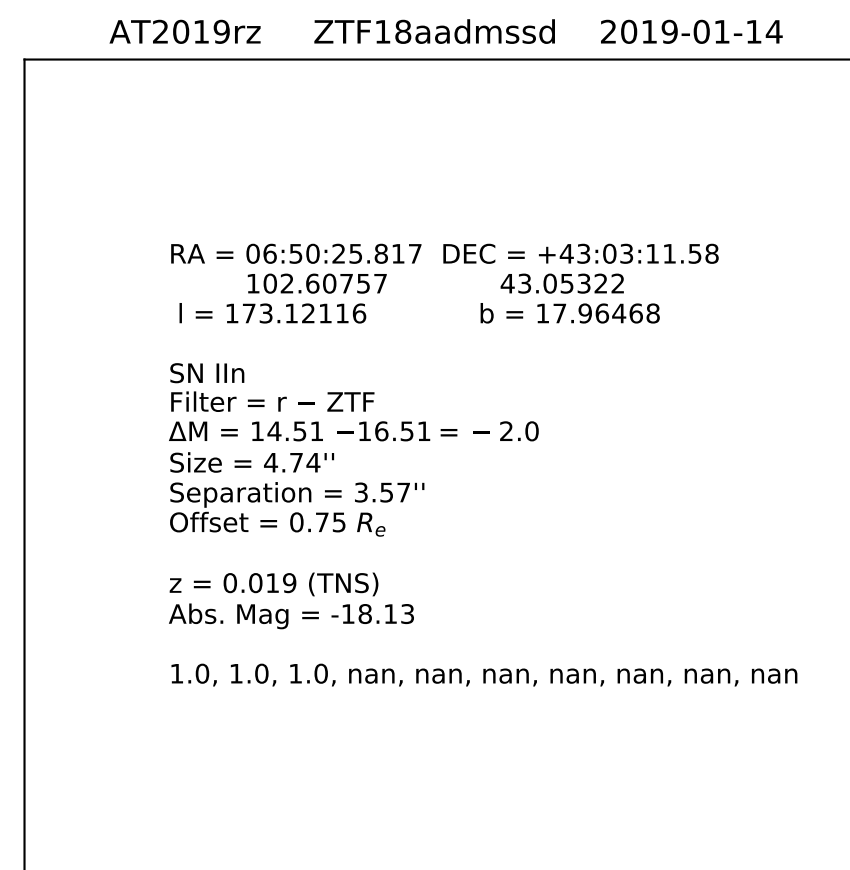 AT2019rz ZTF18aadmssd 2019-01-14
RA = 06:50:25.817 DEC = +43:03:11.58
102.60757 43.05322
l = 173.12116 b = 17.96468
SN IIn
Filter = r − ZTF
ΔM = 14.51 −16.51 = − 2.0
Size = 4.74''
Separation = 3.57''
Offset = 0.75 Re
z = 0.019 (TNS)
Abs. Mag = -18.13
1.0, 1.0, 1.0, nan, nan, nan, nan, nan, nan, nan